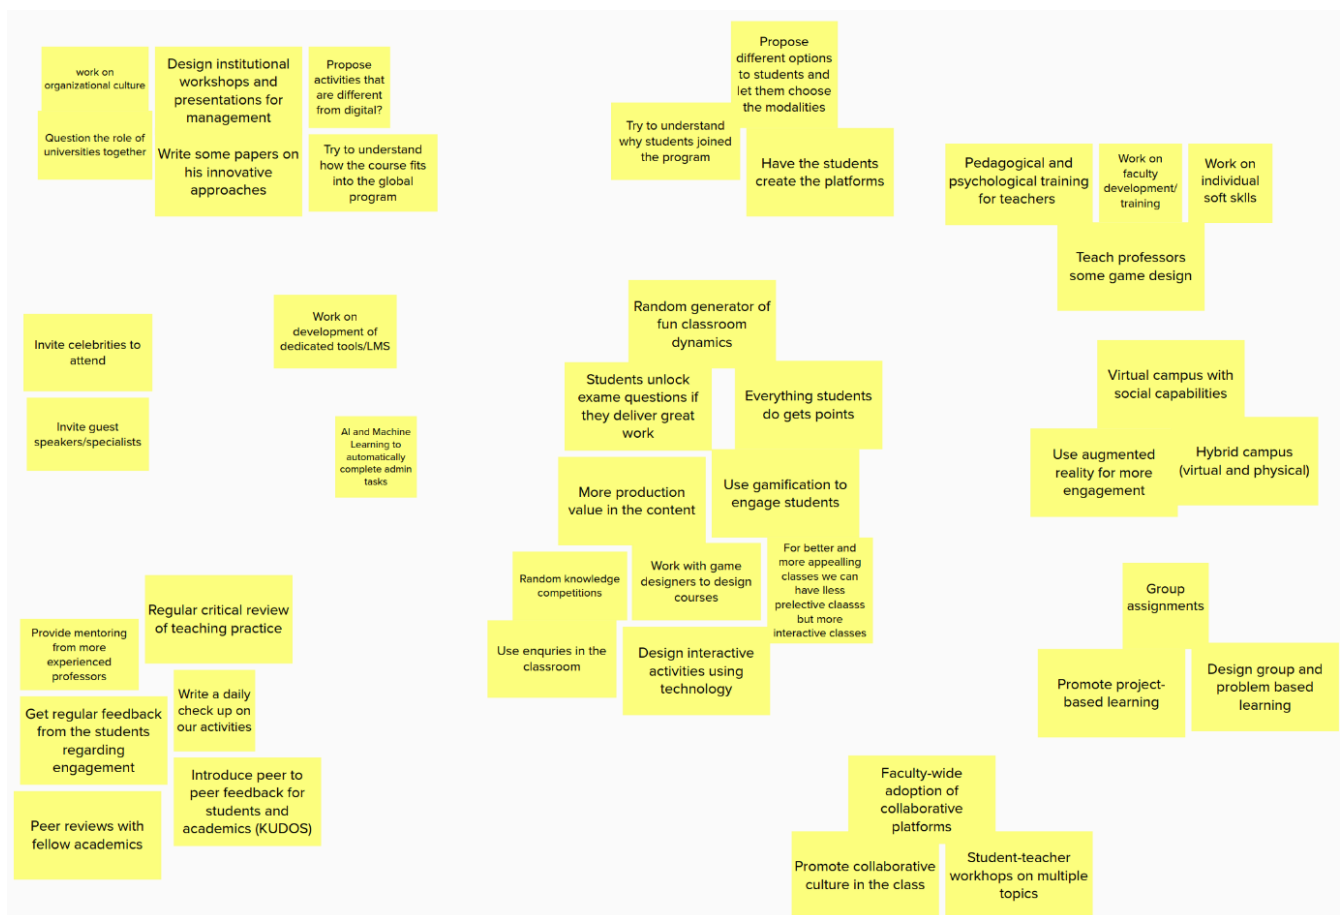 work on
organizational culture
Design institutional
workshops and
presentations for
management
Propose
activities that
are different
from digital?
Question the role of
universities together
Write some papers on
his innovative
approaches
Try to understand
how the course fits
into the global
program
Propose
different options
to students and
let them choose
the modalities
Try to understand
why students joined
the program
Have the students
create the platforms
Pedagogical and
psychological training
for teachers
Work on
faculty
development/
training
Work on
individual
soft sklls
Teach professors
some game design
Invite celebrities to
attend
Invite guest
speakers/specialists
Work on
development of
dedicated tools/LMS
AI and Machine
Learning to
automatically
complete admin
tasks
Random generator of
fun classroom
dynamics
Students unlock
exame questions if
they deliver great
work
Everything students
do gets points
More production
value in the content
Use gamification to
engage students
Random knowledge
competitions
Work with game
designers to design
courses
For better and
more appealling
classes we can
have lless
prelective claasss
but more
interactive classes
Use enquries in the
classroom
Design interactive
activities using
technology
Virtual campus with
social capabilities
Use augmented
reality for more
engagement
Hybrid campus
(virtual and physical)
Group
assignments
Promote project-
based learning
Design group and
problem based
learning
Regular critical review
of teaching practice
Provide mentoring
from more
experienced
professors
Write a daily
check up on
our activities
Get regular feedback
from the students
regarding
engagement
Introduce peer to
peer feedback for
students and
academics (KUDOS)
Peer reviews with
fellow academics
Faculty-wide
adoption of
collaborative
platforms
Promote collaborative
culture in the class
Student-teacher
workhops on multiple
topics